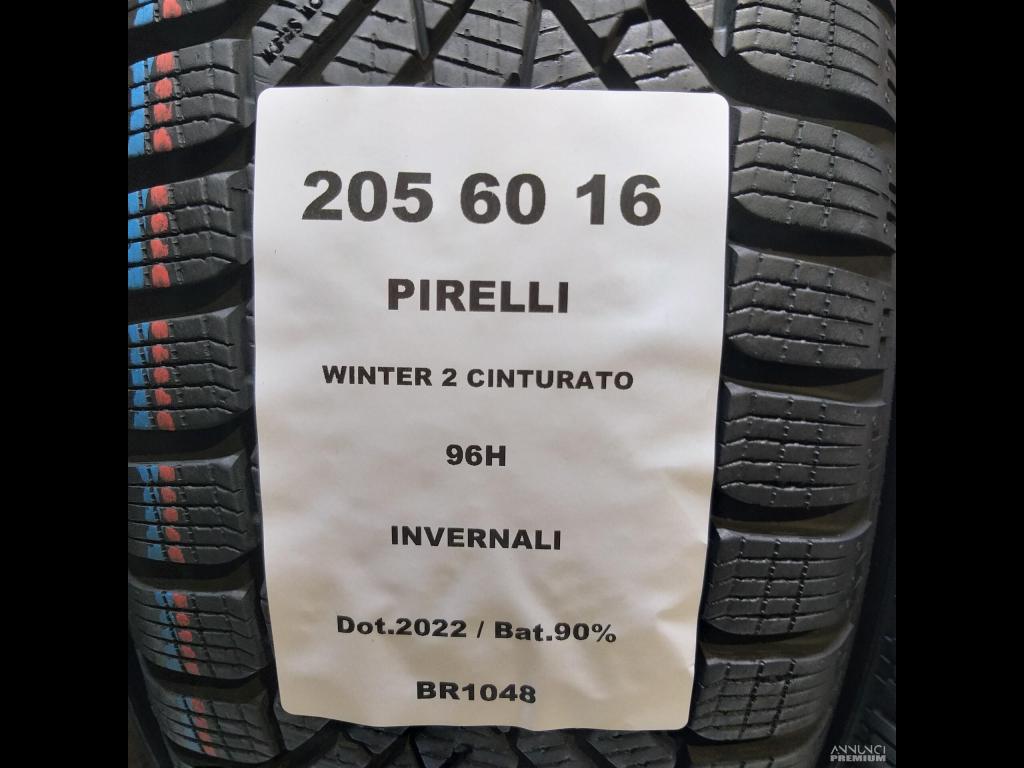 205 60 16
PIRELLI
WINTER 2 CINTURATO
96H
INVERNALI
Dot.2022 / Bat.90%
BR1048
ANNUNCI
PREMIUM